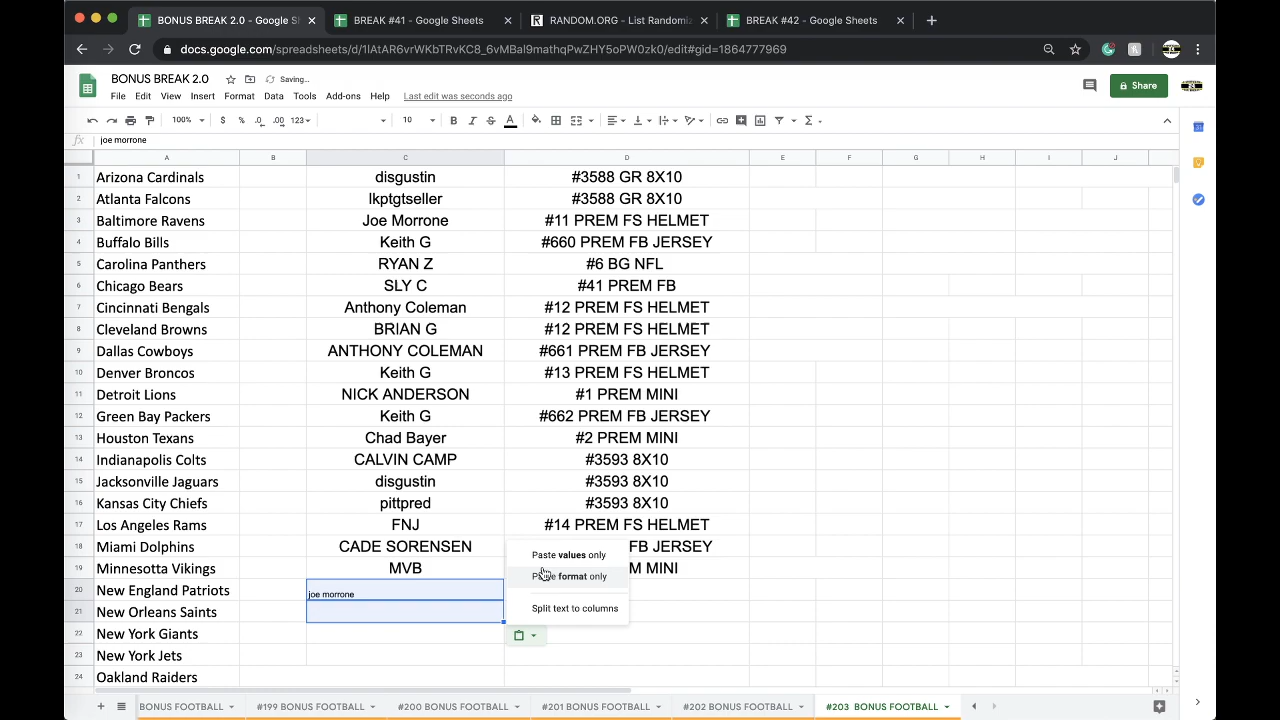 BONUS BREAK 2.0 - Google S
BREAK #41 - Google Sheets
RANDOM.ORG - List Randomi
BREAK #42 - Google Sheets
docs.google.com/spreadsheets/d/1lAtAR6vrWKbTRvKC8_6vMBal9mathqPwZHY5oPW0zk0/edit#gid=1864777969
BONUS BREAK 2.0
Saving...
File Edit View Insert Format Data Tools Add-ons Help Last edit was seconds ago
Share
100% $ % .0 .00 123 10 B I S A
fx joe morrone
A B C D E F G H I J
1 Arizona Cardinals disgustin #3588 GR 8X10
2 Atlanta Falcons lkptgtseller #3588 GR 8X10
3 Baltimore Ravens Joe Morrone #11 PREM FS HELMET
4 Buffalo Bills Keith G #660 PREM FB JERSEY
5 Carolina Panthers RYAN Z #6 BG NFL
6 Chicago Bears SLY C #41 PREM FB
7 Cincinnati Bengals Anthony Coleman #12 PREM FS HELMET
8 Cleveland Browns BRIAN G #12 PREM FS HELMET
9 Dallas Cowboys ANTHONY COLEMAN #661 PREM FB JERSEY
10 Denver Broncos Keith G #13 PREM FS HELMET
11 Detroit Lions NICK ANDERSON #1 PREM MINI
12 Green Bay Packers Keith G #662 PREM FB JERSEY
13 Houston Texans Chad Bayer #2 PREM MINI
14 Indianapolis Colts CALVIN CAMP #3593 8X10
15 Jacksonville Jaguars disgustin #3593 8X10
16 Kansas City Chiefs pittpred #3593 8X10
17 Los Angeles Rams FNJ #14 PREM FS HELMET
18 Miami Dolphins CADE SORENSEN FB JERSEY
Paste values only
19 Minnesotta Vikings MVB M MINI
format only
20 New England Patriots joe morrone
21 New Orleans Saints
Split text to columns
22 New York Giants
23 New York Jets
24 Oakland Raiders
BONUS FOOTBALL #199 BONUS FOOTBALL #200 BONUS FOOTBALL #201 BONUS FOOTBALL #202 BONUS FOOTBALL #203 BONUS FOOTBALL